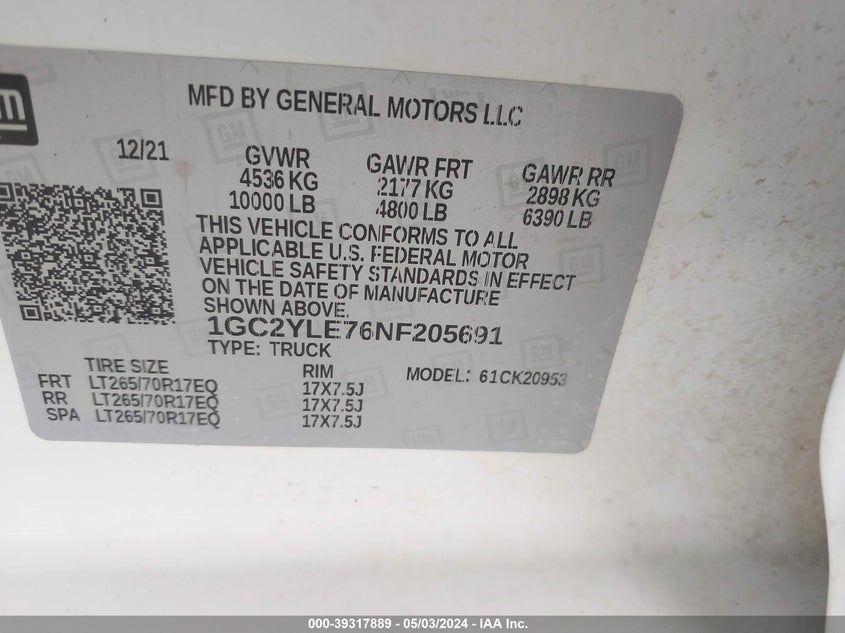 gm
MFD BY GENERAL MOTORS LLC
12/21 GVWR GAWR FRT GAWR RR
4536 KG 2177 KG 2898 KG
10000 LB 4800 LB 6390 LB
THIS VEHICLE CONFORMS TO ALL
APPLICABLE U.S. FEDERAL MOTOR
VEHICLE SAFETY STANDARDS IN EFFECT
ON THE DATE OF MANUFACTURE
SHOWN ABOVE.
1GC2YLE76NF205691
TYPE: TRUCK
TIRE SIZE RIM MODEL: 61CK20953
FRT LT265/70R17EQ 17X7.5J
RR LT265/70R17EQ 17X7.5J
SPA LT265/70R17EQ 17X7.5J
000-39317889 - 05/03/2024 - IAA Inc.